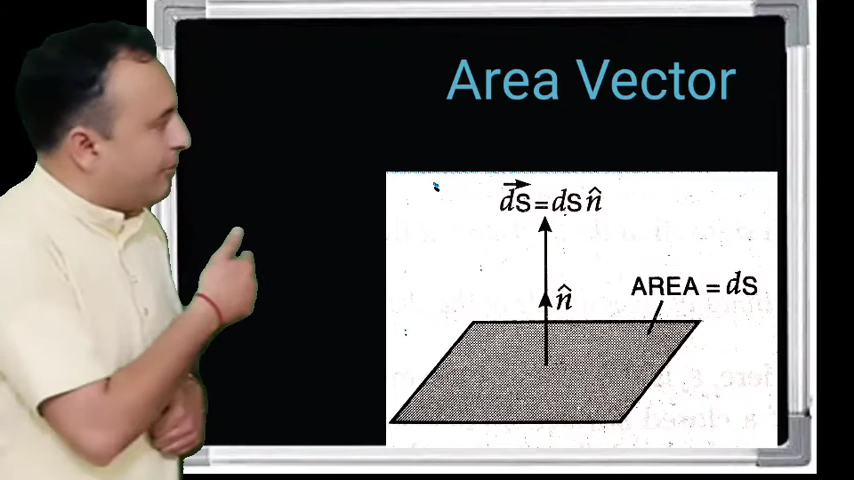 Area Vector
d⃗S = dS n̂
n̂
AREA = dS